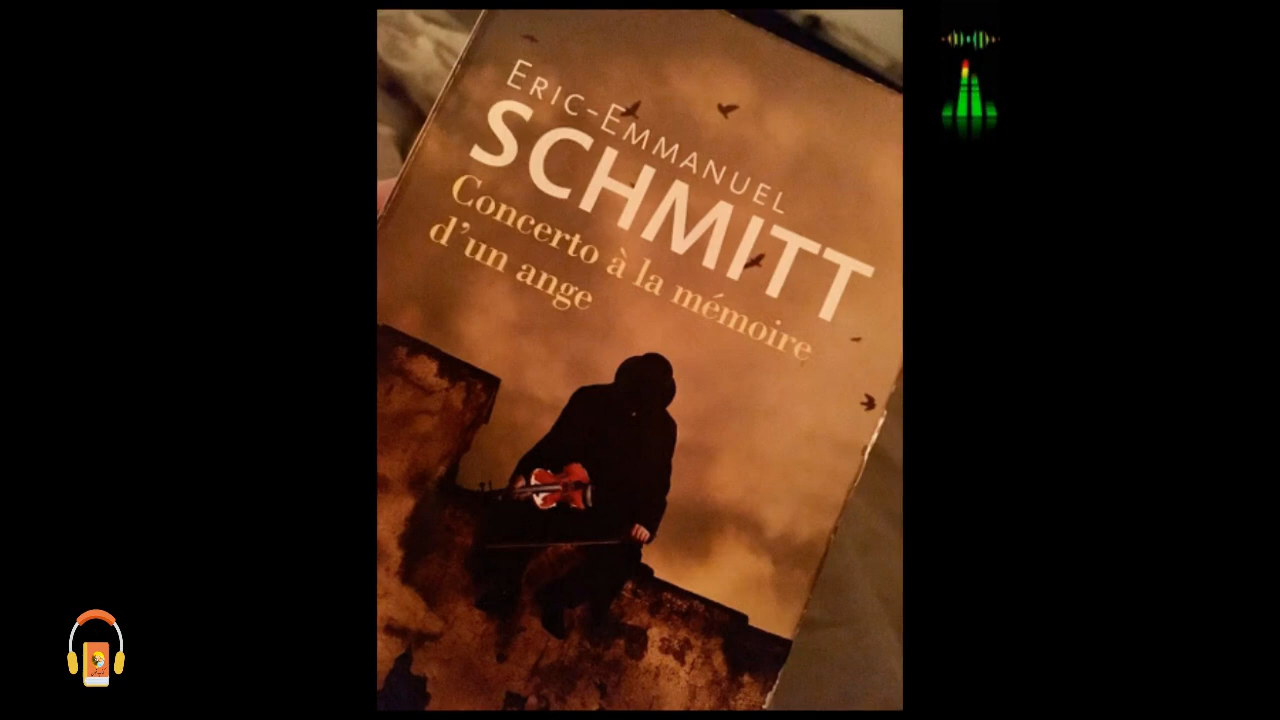 ERIC-EMMANUEL
SCHMITT
Concerto à la mémoire
d'un ange